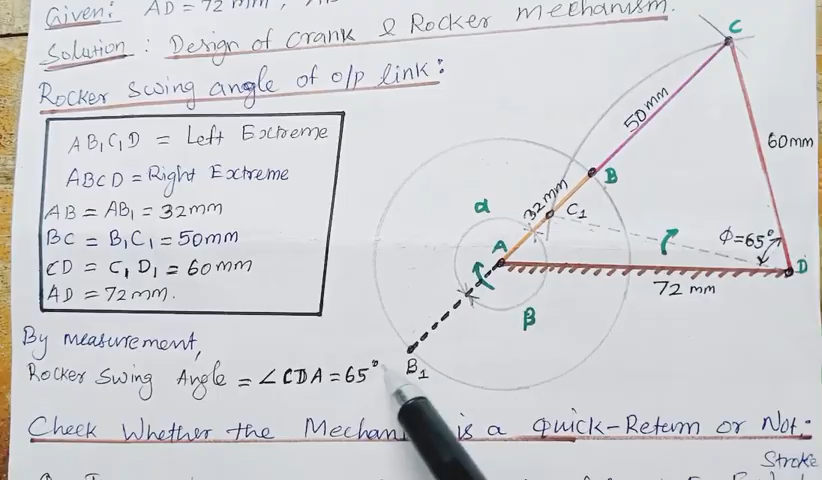 Given: AD = 72 mm,
Solution: Design of Crank & Rocker mechanism.
Rocker Swing angle of o/p link:
AB,C,D = Left Extreme
ABCD = Right Extreme
AB = AB₁ = 32mm
BC = B₁C₁ = 50mm
CD = C₁D₁ = 60mm
AD = 72mm.
By measurement,
Rocker Swing Angle = ∠CDA = 65°
Check Whether the Mechan is a Quick-Return or Not:
Stroke
C
50mm
60mm
B
32mm
C₁
α
A
Φ=65°
D
72 mm
β
B₁